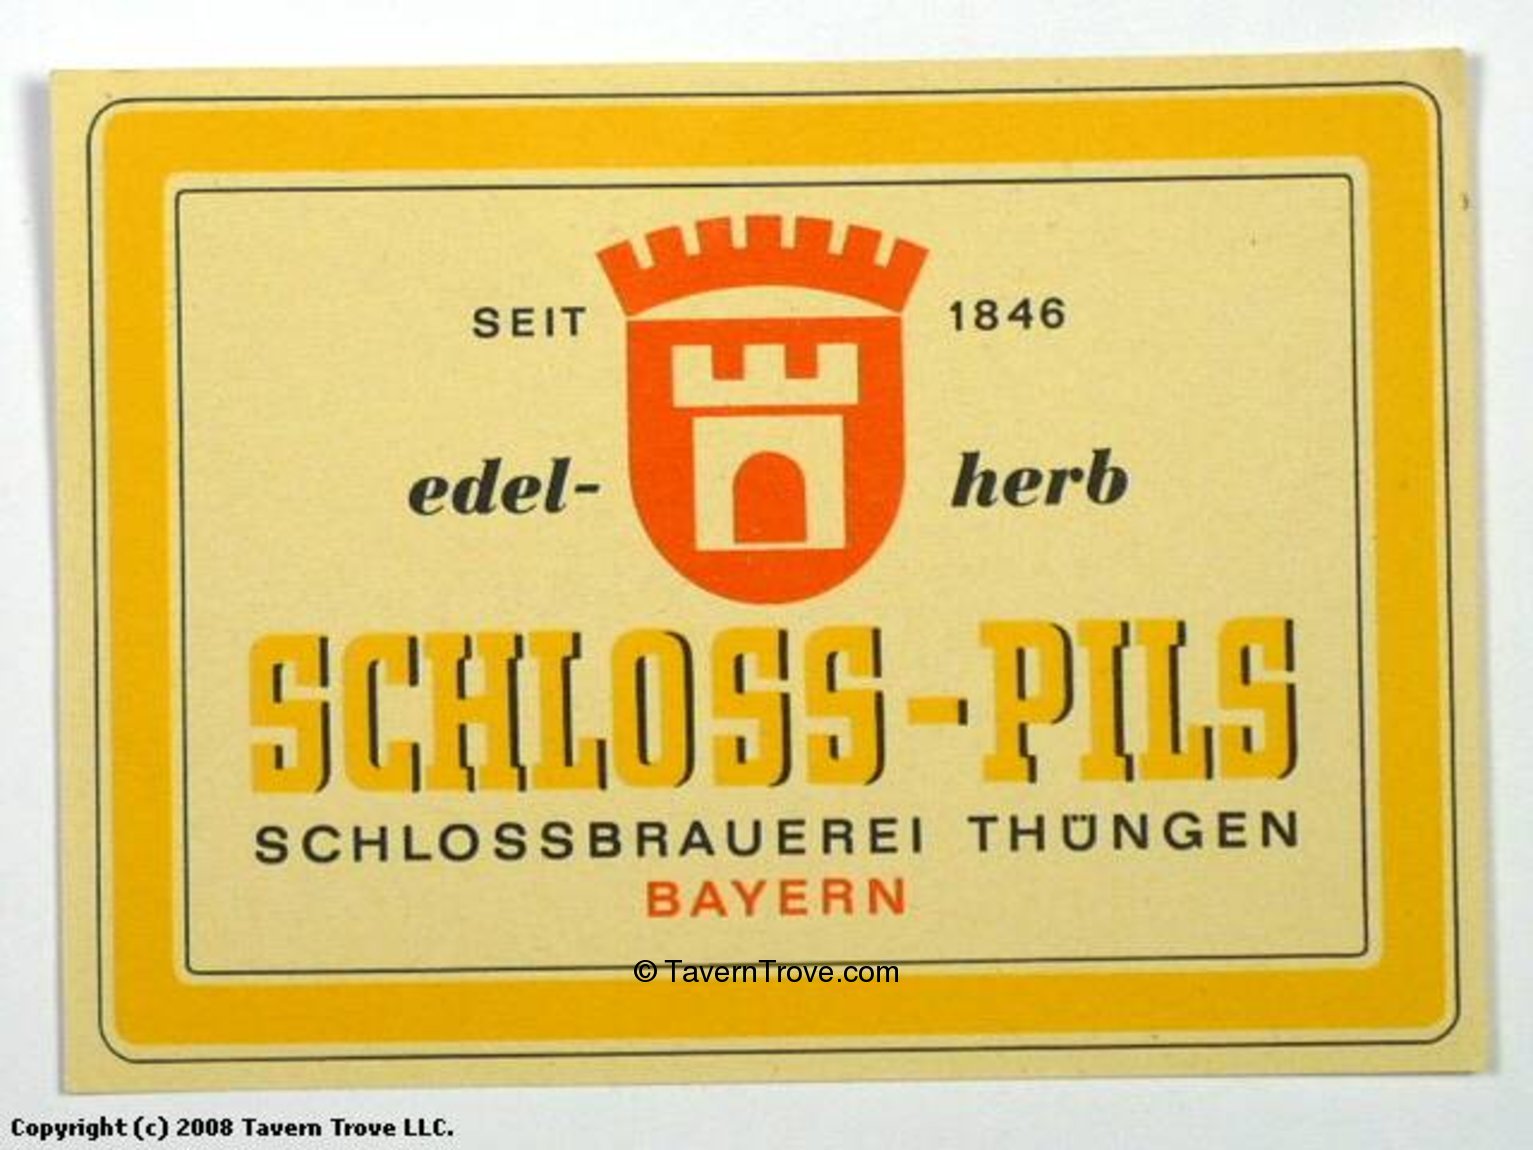 SEIT 1846
edel- herb
SCHLOSS-PILS
SCHLOSSBRAUEREI THÜNGEN
BAYERN
© TavernTrove.com
Copyright (c) 2008 Tavern Trove LLC.